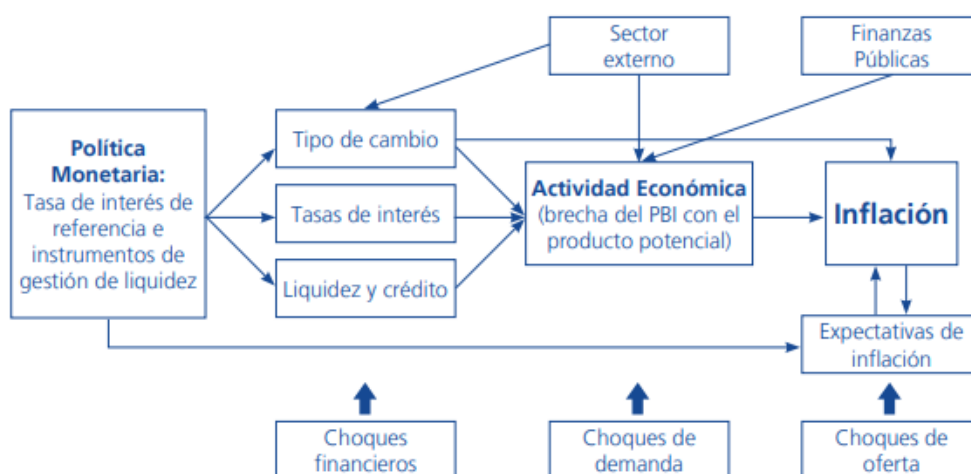 Sector
externo
Finanzas
Públicas
Política
Monetaria:
Tasa de interés de
referencia e
instrumentos de
gestión de liquidez
Tipo de cambio
Tasas de interés
Liquidez y crédito
Actividad Económica
(brecha del PBI con el
producto potencial)
Inflación
Expectativas de
inflación
Choques
financieros
Choques de
demanda
Choques de
oferta